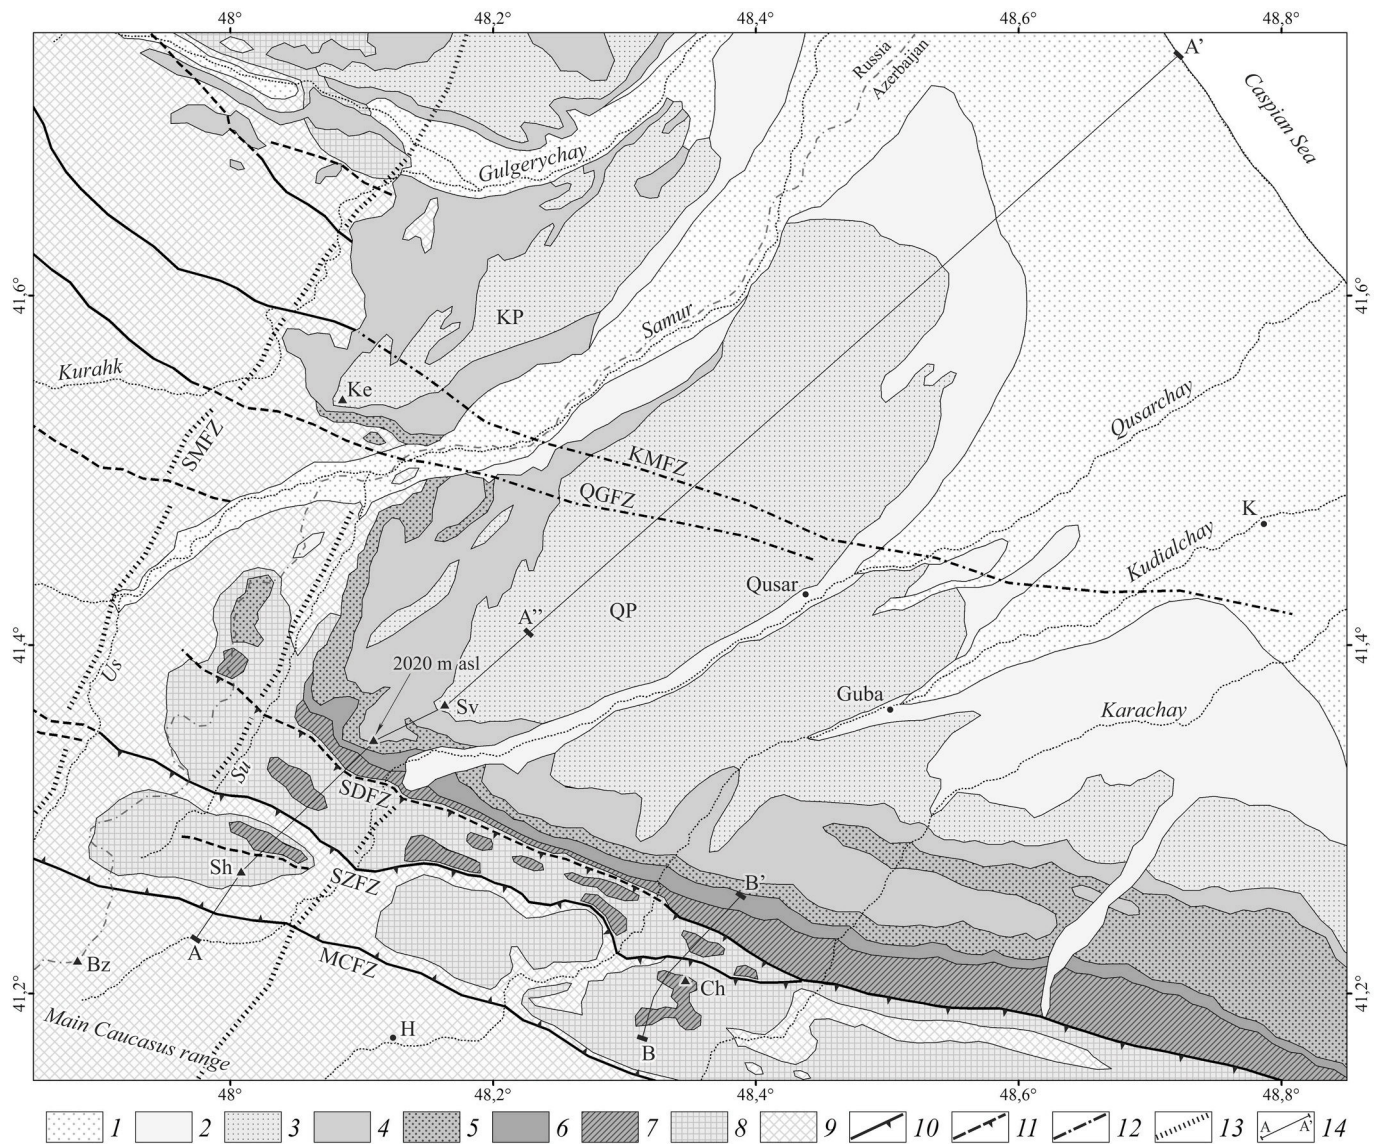 48° 48,2° 48,4° 48,6° 48,8°
A’
Russia
Azerbaijan
Caspian Sea
Gulgerychay
41,6° 41,6°
KP
Samur
Kurahk
Ke
Qusarchay
SMFZ
KMFZ
QGFZ
K
Kudialchay
Qusar
A’’
QP
41,4° 41,4°
Us
2020 m asl
Guba
Sv
Karachay
Su
SDFZ
Sh
SZFZ
B’
A
MCFZ
Bz
Ch
41,2° 41,2°
H
B
Main Caucasus range
48° 48,2° 48,4° 48,6° 48,8°
1 2 3 4 5 6 7 8 9 10 11 12 13 A A’ 14